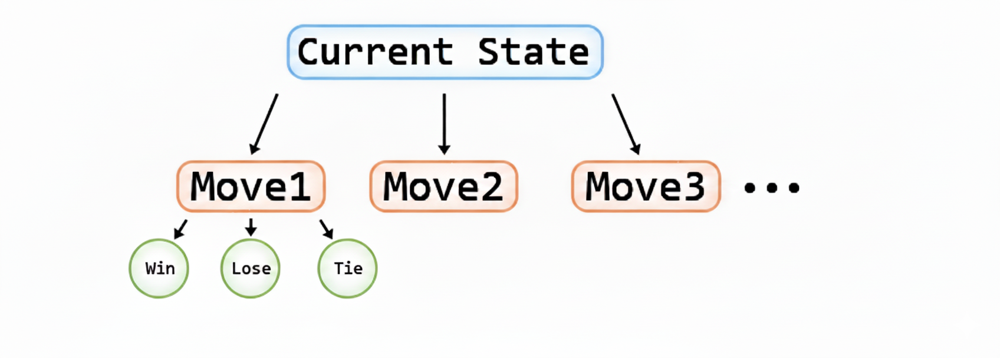 Current State
Move1
Move2
Move3
...
Win
Lose
Tie